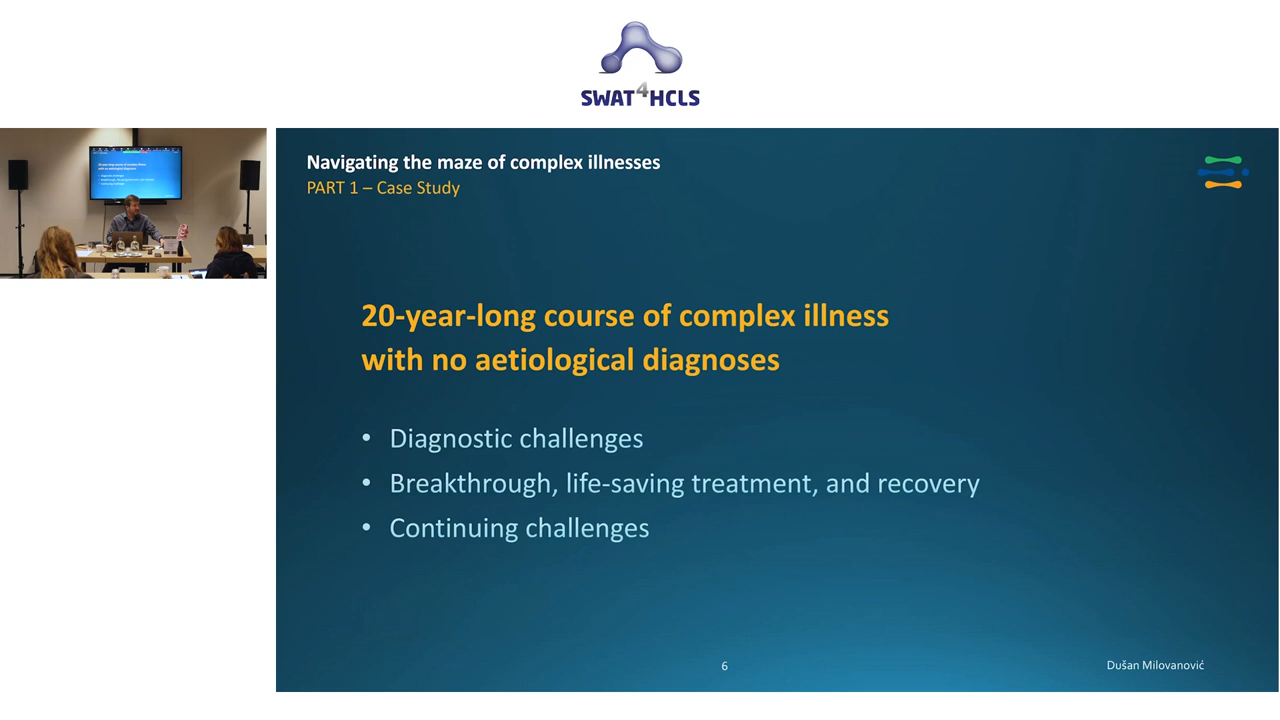 SWAT4HCLS
Navigating the maze of complex illnesses
PART 1 – Case Study
20-year-long course of complex illness
with no aetiological diagnoses
• Diagnostic challenges
• Breakthrough, life-saving treatment, and recovery
• Continuing challenges
6
Dušan Milovanović